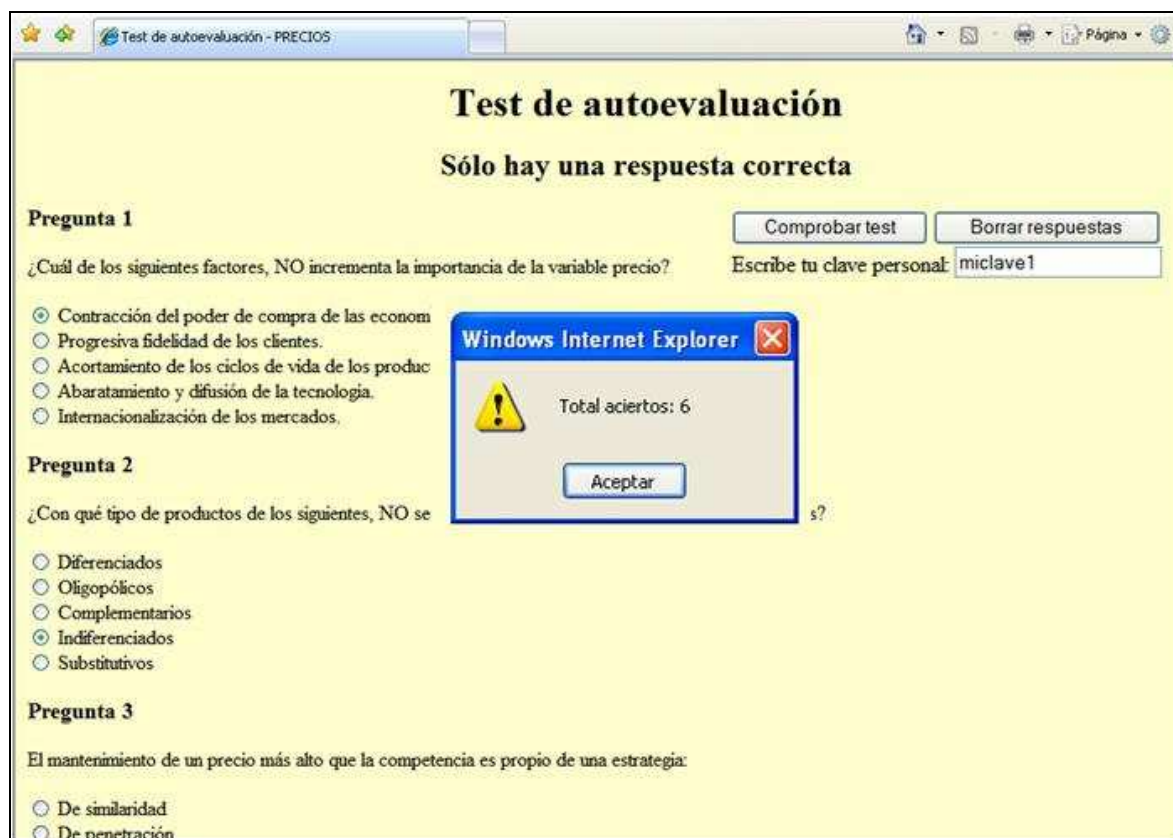 Test de autoevaluación - PRECIOS
Página
Test de autoevaluación
Sólo hay una respuesta correcta
Pregunta 1
Comprobar test Borrar respuestas
¿Cuál de los siguientes factores, NO incrementa la importancia de la variable precio?
Escribe tu clave personal: miclave1
Contracción del poder de compra de las econom
Progresiva fidelidad de los clientes.
Acortamiento de los ciclos de vida de los produc
Abaratamiento y difusión de la tecnología.
Internacionalización de los mercados.
Windows Internet Explorer
Total aciertos: 6
Aceptar
Pregunta 2
¿Con qué tipo de productos de los siguientes, NO se s?
Diferenciados
Oligopólicos
Complementarios
Indiferenciados
Substitutivos
Pregunta 3
El mantenimiento de un precio más alto que la competencia es propio de una estrategia:
De similaridad
De penetración